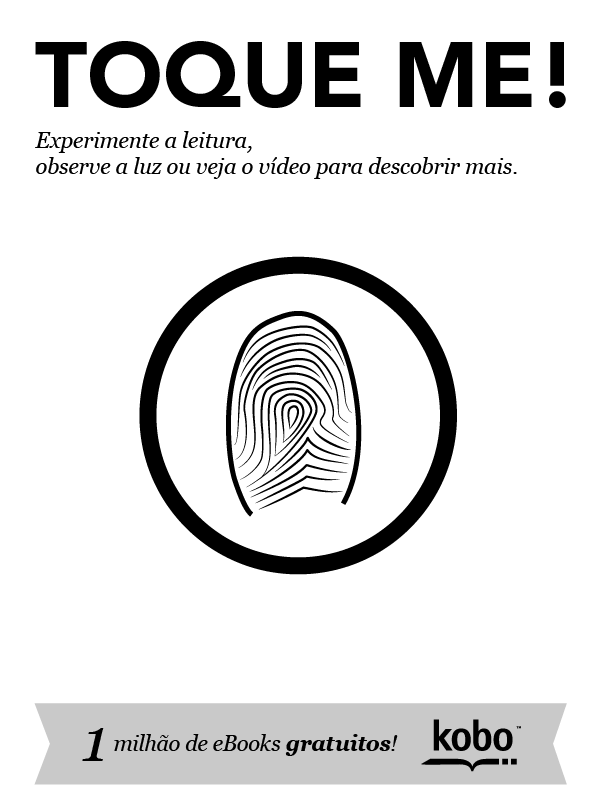 TOQUE ME!
Experimente a leitura,
observe a luz ou veja o vídeo para descobrir mais.
1 milhão de eBooks gratuitos!
kobo™